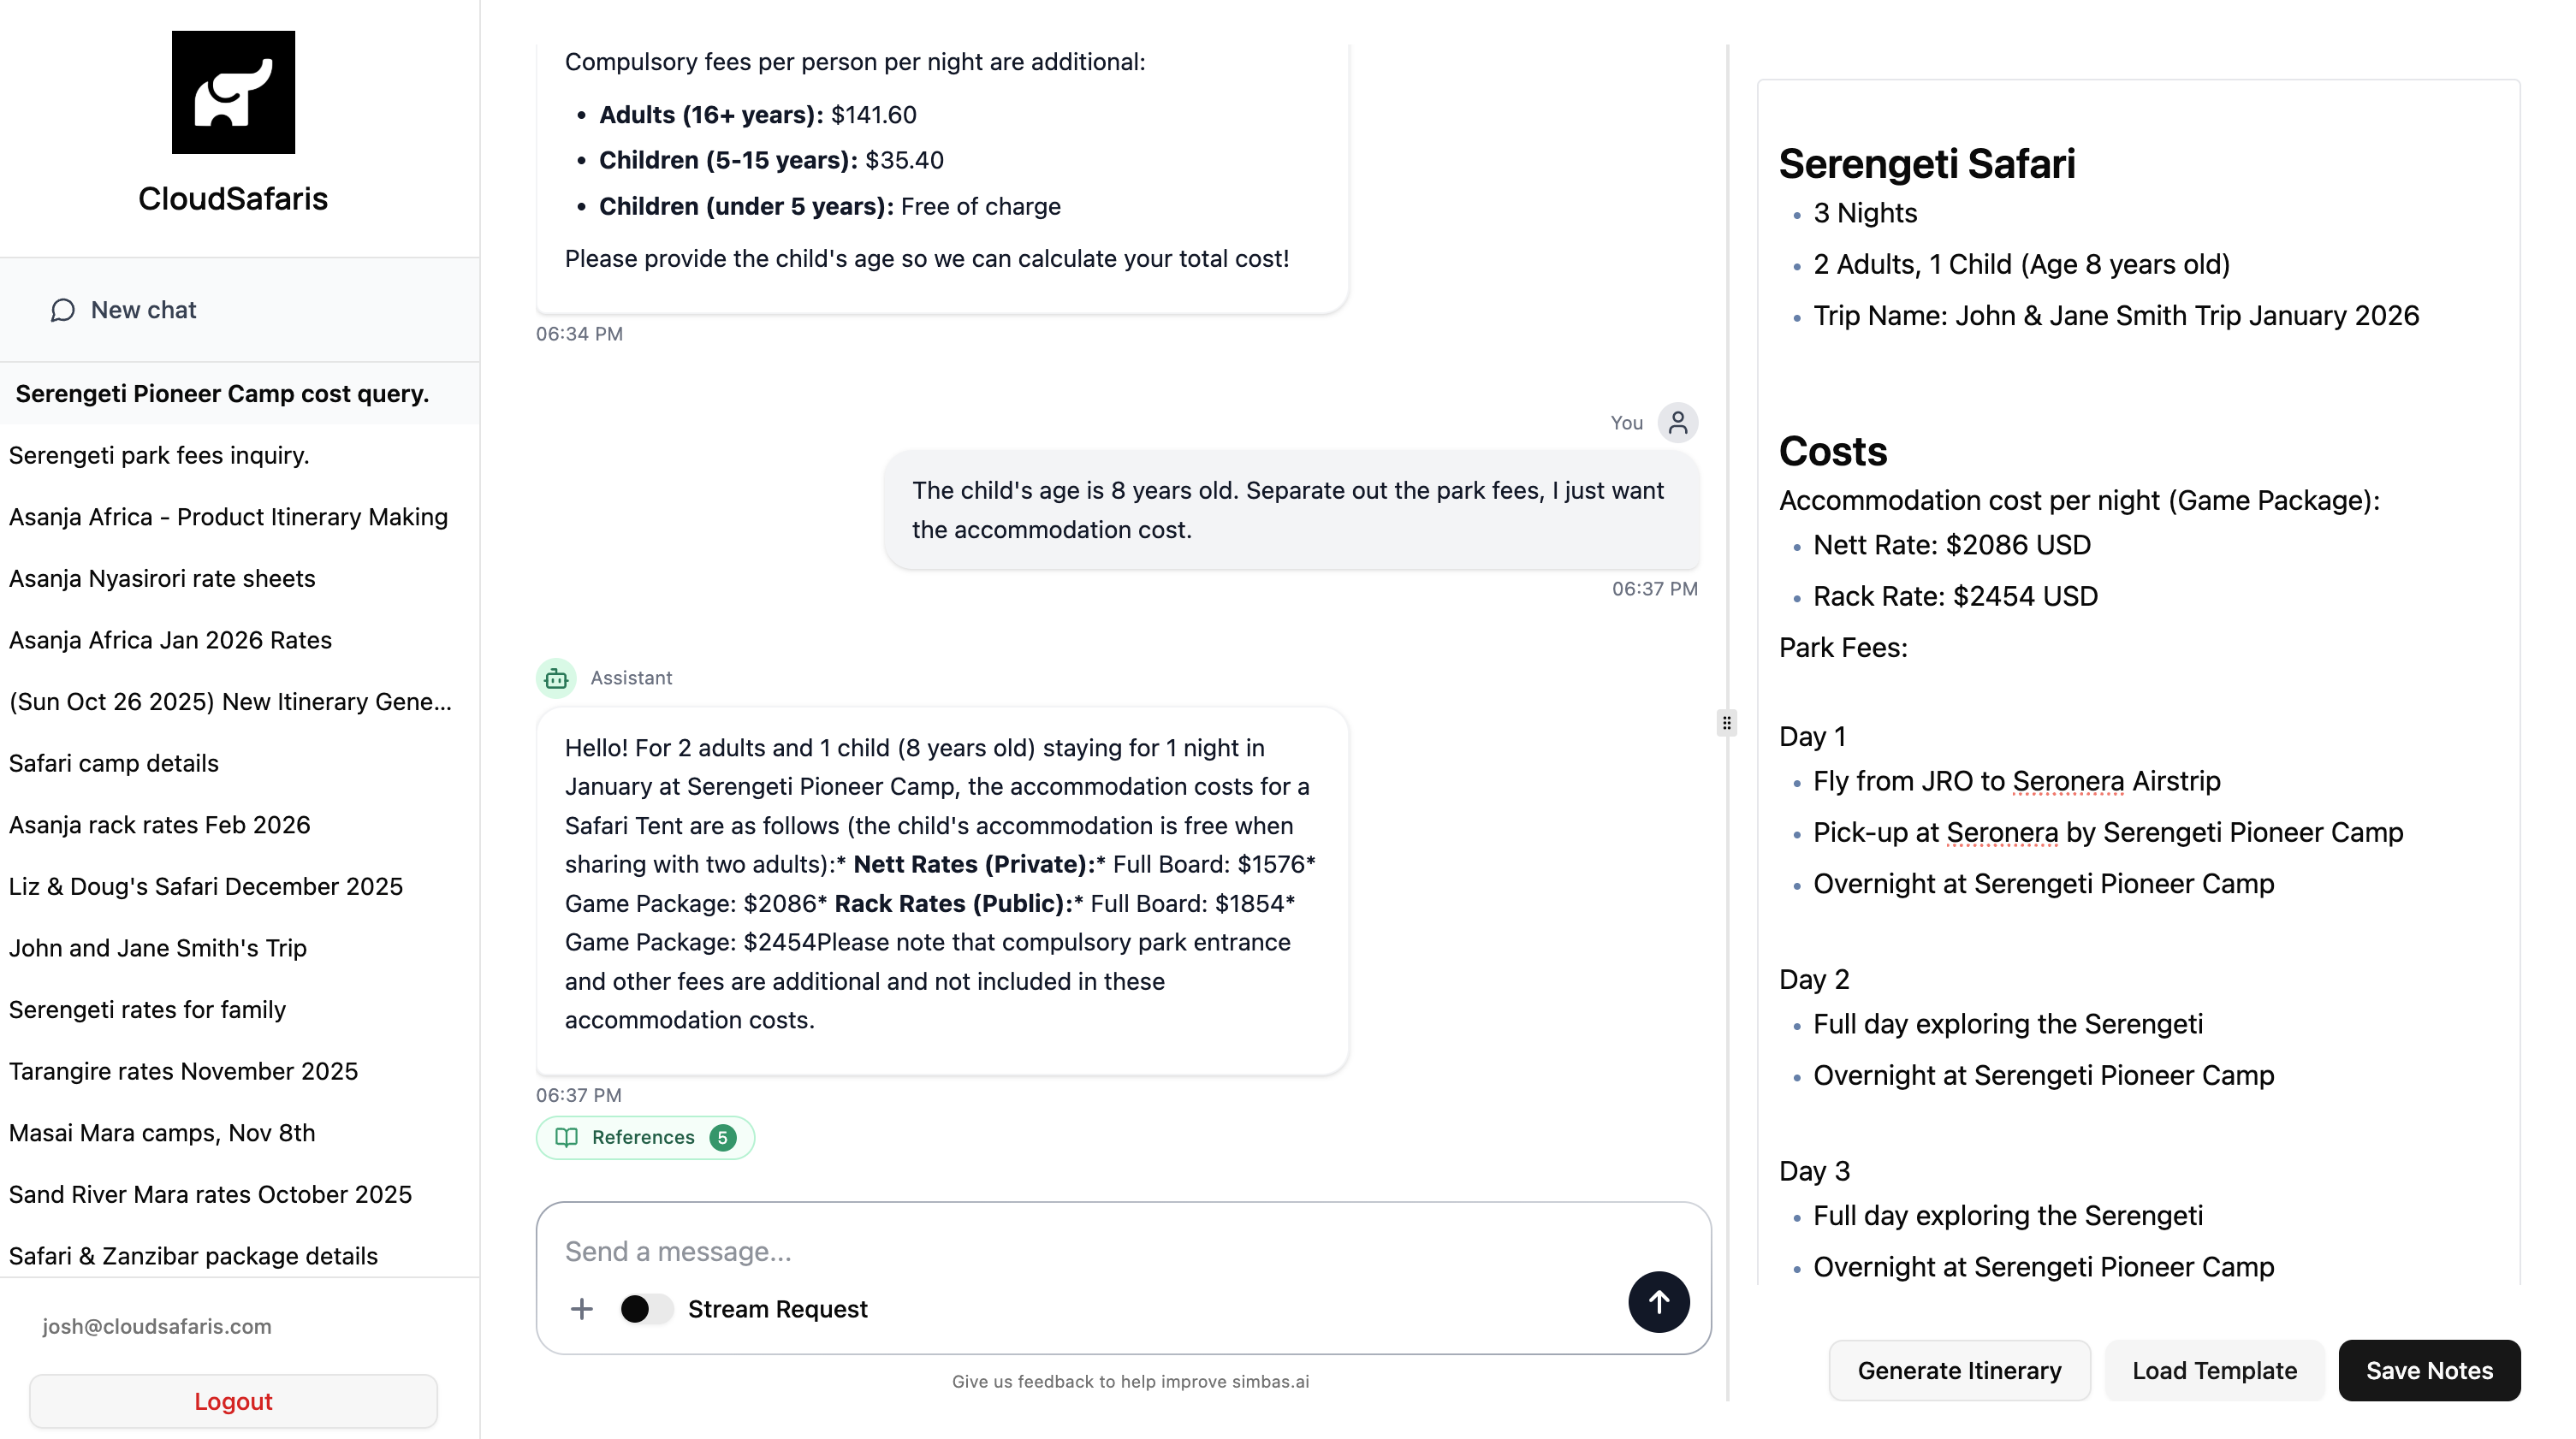 CloudSafaris
New chat
Serengeti Pioneer Camp cost query.
Serengeti park fees inquiry.
Asanja Africa - Product Itinerary Making
Asanja Nyasirori rate sheets
Asanja Africa Jan 2026 Rates
(Sun Oct 26 2025) New Itinerary Gene...
Safari camp details
Asanja rack rates Feb 2026
Liz & Doug's Safari December 2025
John and Jane Smith's Trip
Serengeti rates for family
Tarangire rates November 2025
Masai Mara camps, Nov 8th
Sand River Mara rates October 2025
Safari & Zanzibar package details
josh@cloudsafaris.com
Logout
Compulsory fees per person per night are additional:
• Adults (16+ years): $141.60
• Children (5-15 years): $35.40
• Children (under 5 years): Free of charge
Please provide the child's age so we can calculate your total cost!
06:34 PM
You
The child's age is 8 years old. Separate out the park fees, I just want
the accommodation cost.
06:37 PM
Assistant
Hello! For 2 adults and 1 child (8 years old) staying for 1 night in
January at Serengeti Pioneer Camp, the accommodation costs for a
Safari Tent are as follows (the child's accommodation is free when
sharing with two adults):* Nett Rates (Private):* Full Board: $1576*
Game Package: $2086* Rack Rates (Public):* Full Board: $1854*
Game Package: $2454Please note that compulsory park entrance
and other fees are additional and not included in these
accommodation costs.
06:37 PM
References 5
Send a message...
Stream Request
Give us feedback to help improve simbas.ai
Serengeti Safari
• 3 Nights
• 2 Adults, 1 Child (Age 8 years old)
• Trip Name: John & Jane Smith Trip January 2026
Costs
Accommodation cost per night (Game Package):
• Nett Rate: $2086 USD
• Rack Rate: $2454 USD
Park Fees:
Day 1
• Fly from JRO to Seronera Airstrip
• Pick-up at Seronera by Serengeti Pioneer Camp
• Overnight at Serengeti Pioneer Camp
Day 2
• Full day exploring the Serengeti
• Overnight at Serengeti Pioneer Camp
Day 3
• Full day exploring the Serengeti
• Overnight at Serengeti Pioneer Camp
Generate Itinerary
Load Template
Save Notes